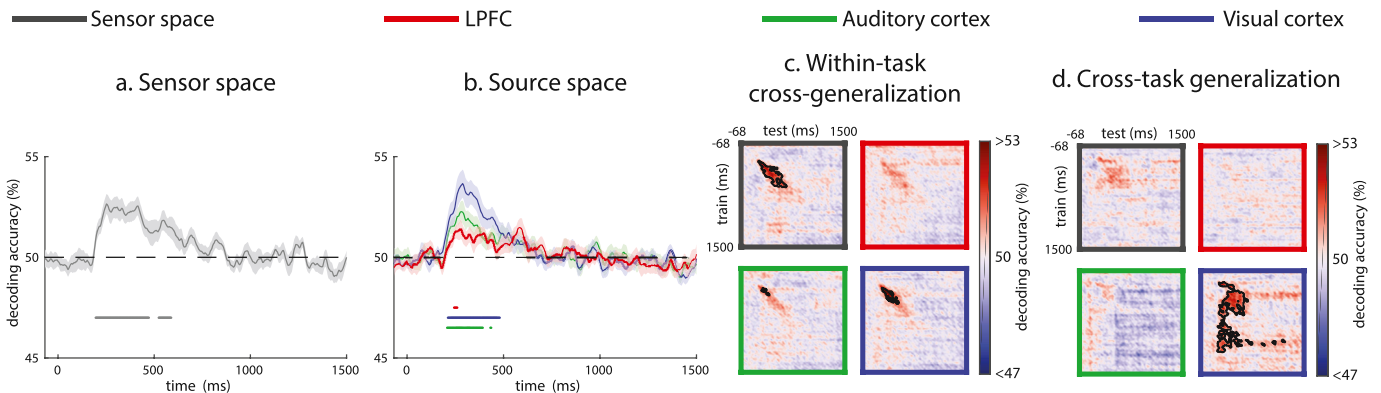 Sensor space
LPFC
Auditory cortex
Visual cortex
a. Sensor space
b. Source space
c. Within-task
cross-generalization
d. Cross-task generalization
55
50
45
decoding accuracy (%)
0
500
1000
1500
time (ms)
55
50
45
0
500
1000
1500
time (ms)
-68
test (ms)
1500
-68
train (ms)
1500
>53
50
<47
decoding accuracy (%)
-68
test (ms)
1500
-68
train (ms)
1500
>53
50
<47
decoding accuracy (%)